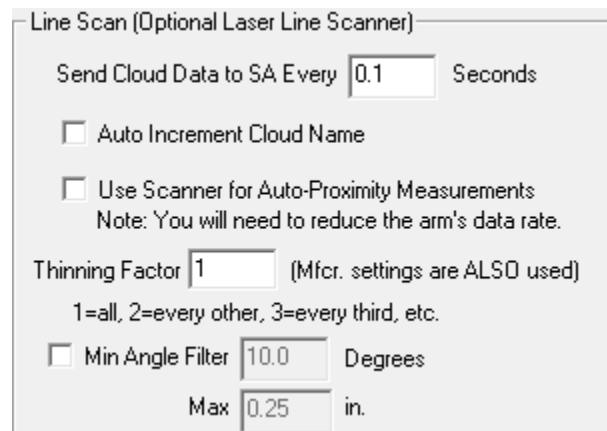 Line Scan (Optional Laser Line Scanner)
Send Cloud Data to SA Every 0.1 Seconds
Auto Increment Cloud Name
Use Scanner for Auto-Proximity Measurements
Note: You will need to reduce the arm's data rate.
Thinning Factor 1 (Mfcr. settings are ALSO used)
1=all, 2=every other, 3=every third, etc.
Min Angle Filter 10.0 Degrees
Max 0.25 in.